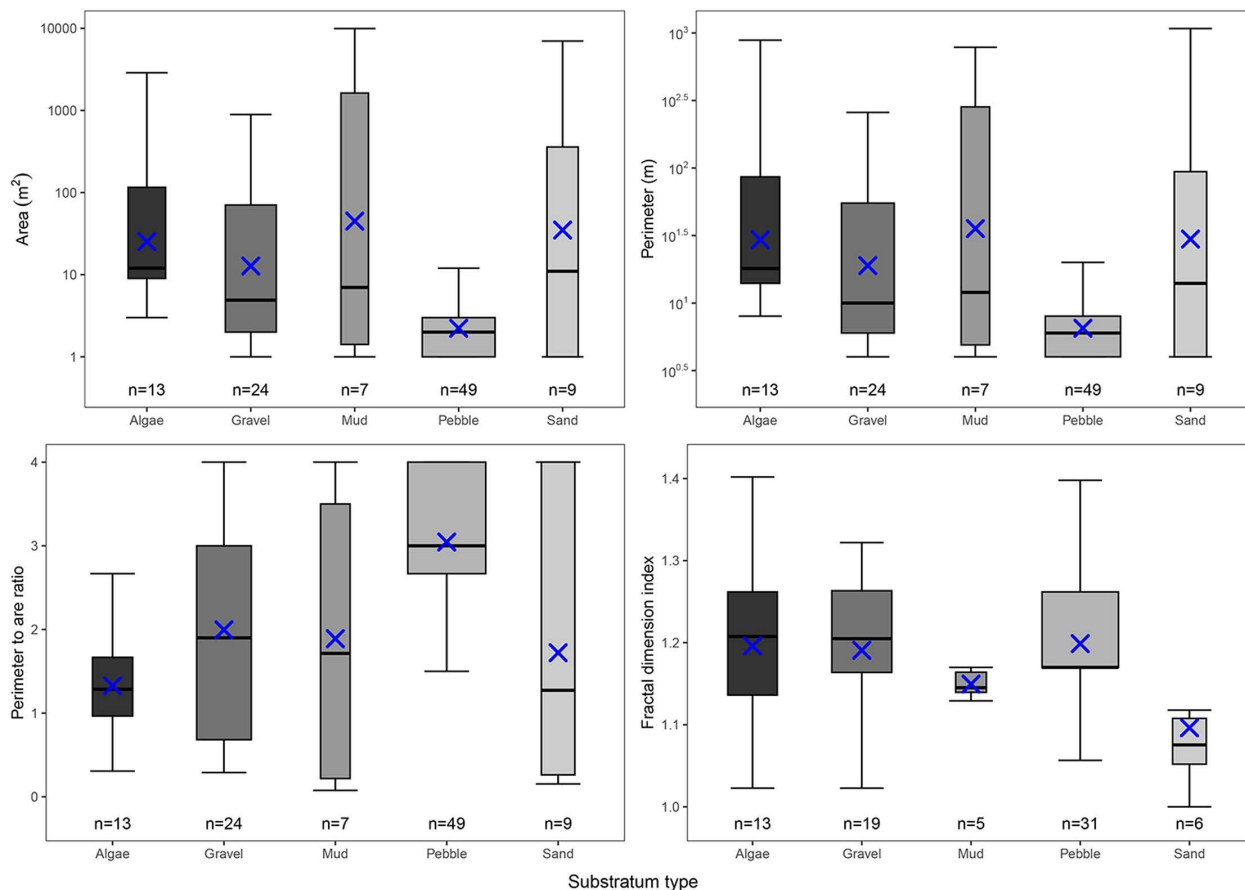 Area (m²)
10000
1000
100
10
1
n=13 n=24 n=7 n=49 n=9
Algae Gravel Mud Pebble Sand
Perimeter (m)
10³
10².⁵
10²
10¹.⁵
10¹
10⁰.⁵
n=13 n=24 n=7 n=49 n=9
Algae Gravel Mud Pebble Sand
Perimeter to are ratio
4
3
2
1
0
n=13 n=24 n=7 n=49 n=9
Algae Gravel Mud Pebble Sand
Fractal dimension index
1.4
1.3
1.2
1.1
1.0
n=13 n=19 n=5 n=31 n=6
Algae Gravel Mud Pebble Sand
Substratum type